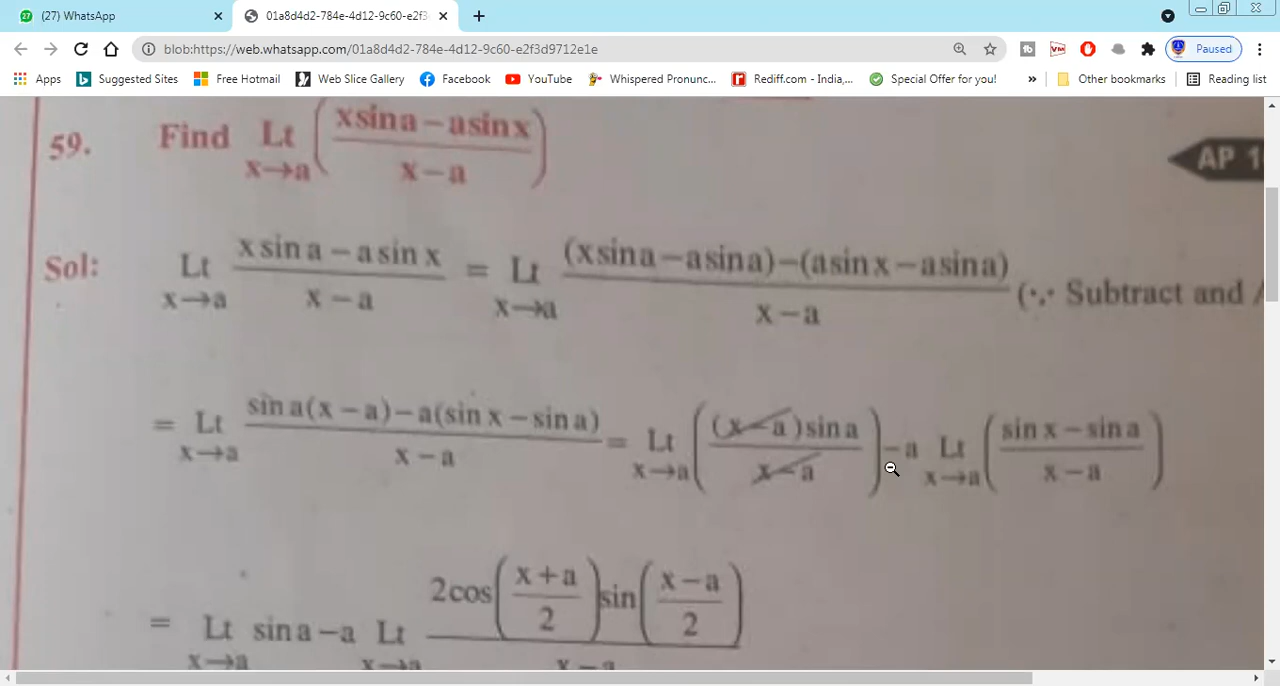 (27) WhatsApp
01a8d4d2-784e-4d12-9c60-e2f3
blob:https://web.whatsapp.com/01a8d4d2-784e-4d12-9c60-e2f3d9712e1e
Paused
Apps Suggested Sites Free Hotmail Web Slice Gallery Facebook YouTube Whispered Pronunc... Rediff.com - India,... Special Offer for you! » Other bookmarks Reading list
59. Find Lt x→a ((x sin a − a sin x)/(x − a))
AP 1
Sol: Lt x→a (x sin a − a sin x)/(x − a) = Lt x→a ((x sin a − a sin a) − (a sin x − a sin a))/(x − a) (∵ Subtract and
= Lt x→a (sin a(x − a) − a(sin x − sin a))/(x − a) = Lt x→a (((x − a) sin a)/(x − a)) − a Lt x→a ((sin x − sin a)/(x − a))
= Lt x→a sin a − a Lt x→a (2cos((x + a)/2) sin((x − a)/2))/(x − a)